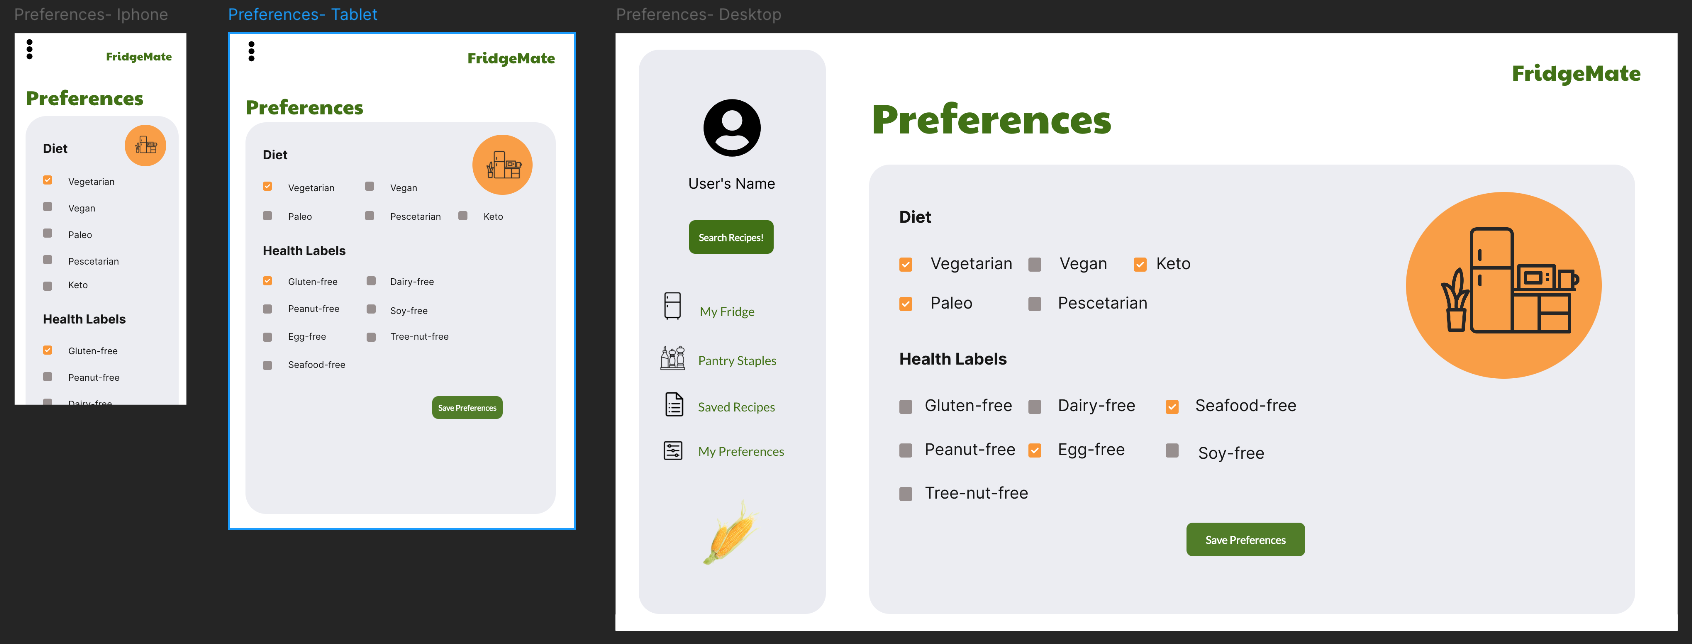 Preferences- Iphone
FridgeMate
Preferences
Diet
Vegetarian
Vegan
Paleo
Pescetarian
Keto
Health Labels
Gluten-free
Peanut-free
Dairy-free
Preferences- Tablet
FridgeMate
Preferences
Diet
Vegetarian Vegan
Paleo Pescetarian Keto
Health Labels
Gluten-free Dairy-free
Peanut-free Soy-free
Egg-free Tree-nut-free
Seafood-free
Save Preferences
Preferences- Desktop
User's Name
Search Recipes!
My Fridge
Pantry Staples
Saved Recipes
My Preferences
FridgeMate
Preferences
Diet
Vegetarian Vegan Keto
Paleo Pescetarian
Health Labels
Gluten-free Dairy-free Seafood-free
Peanut-free Egg-free Soy-free
Tree-nut-free
Save Preferences